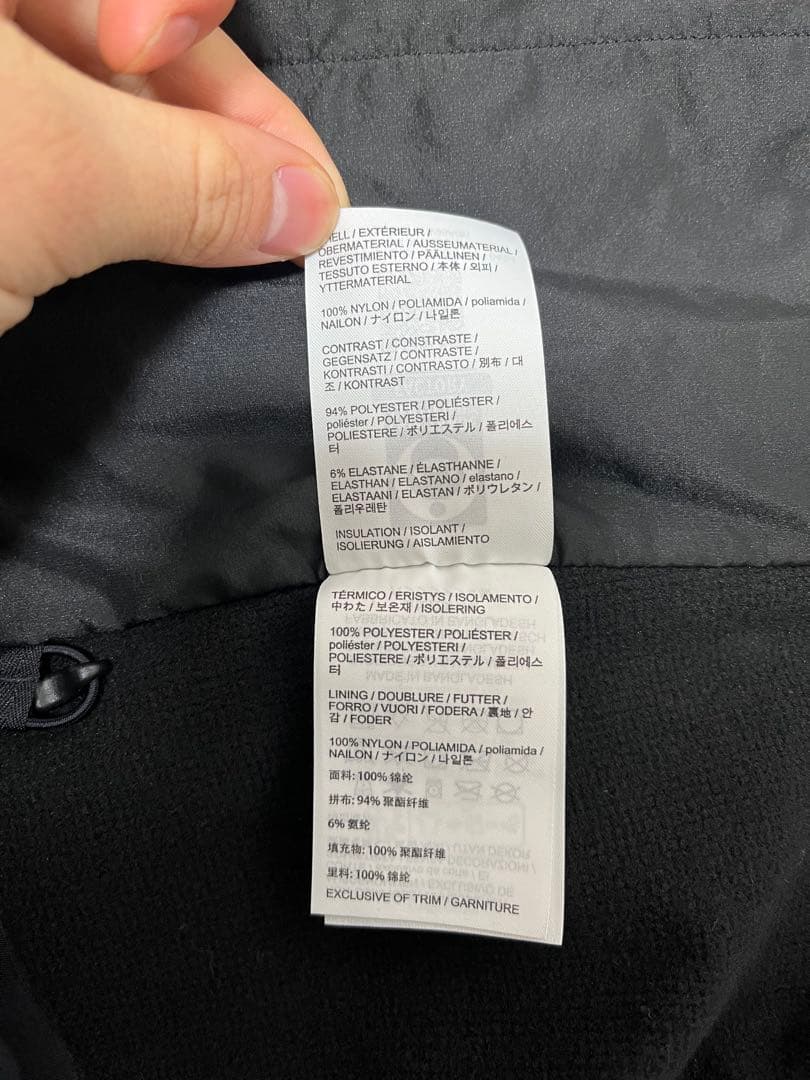 EXTÉRIEUR /
OBERMATERIAL / AUSSEUMATERIAL /
REVESTIMIENTO / PÄÄLLINEN /
TESSUTO ESTERNO / 本体 / 외피 /
YTTERMATERIAL
100% NYLON / POLIAMIDA / poliamida /
NAILON / ナイロン / 나일론
CONTRAST / CONSTRASTE /
GEGENSATZ / CONTRASTE /
KONTRASTI / CONTRASTO / 別布 / 대
조 / KONTRAST
94% POLYESTER / POLIÉSTER /
poliéster / POLYESTERI /
POLIESTERE / ポリエステル / 폴리에스
터
6% ELASTANE / ÉLASTHANNE /
ELASTHAN / ELASTANO / elastano /
ELASTAANI / ELASTAN / ポリウレタン /
폴리우레탄
INSULATION / ISOLANT /
ISOLIERUNG / AISLAMIENTO
TÉRMICO / ERISTYS / ISOLAMENTO /
中わた / 보온재 / ISOLERING
100% POLYESTER / POLIÉSTER /
poliéster / POLYESTERI /
POLIESTERE / ポリエステル / 폴리에스
터
LINING / DOUBLURE / FUTTER /
FORRO / VUORI / FODERA / 裏地 / 안
감 / FODER
100% NYLON / POLIAMIDA / poliamida /
NAILON / ナイロン / 나일론
面料: 100% 锦纶
拼布: 94% 聚酯纤维
6% 氨纶
填充物: 100% 聚酯纤维
里料: 100% 锦纶
EXCLUSIVE OF TRIM / GARNITURE